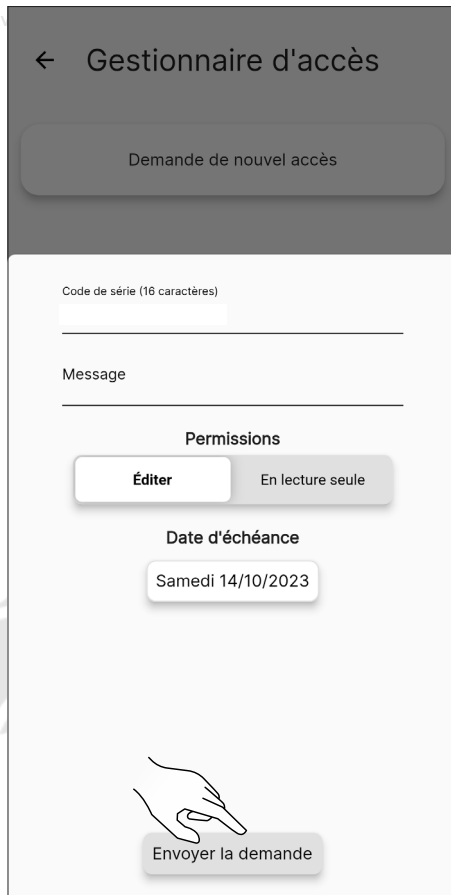 Gestionnaire d'accès
Demande de nouvel accès
Code de série (16 caractères)
Message
Permissions
Éditer
En lecture seule
Date d'échéance
Samedi 14/10/2023
Envoyer la demande